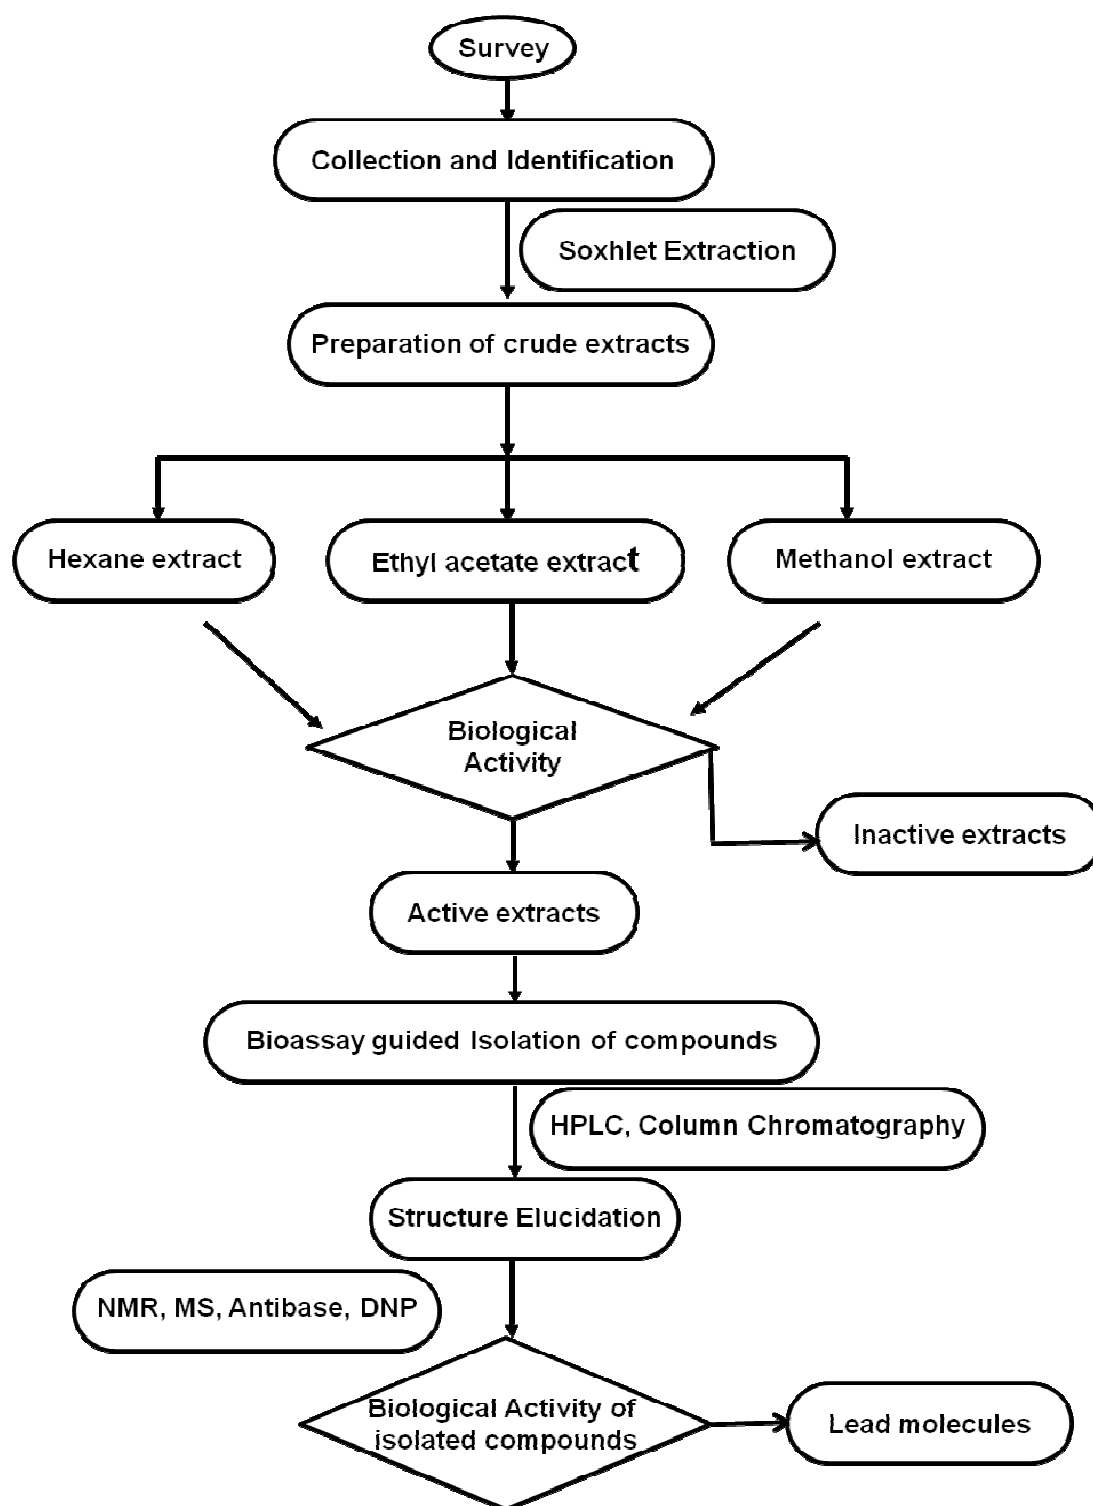 Survey
Collection and Identification
Soxhlet Extraction
Preparation of crude extracts
Hexane extract
Ethyl acetate extract
Methanol extract
Biological
Activity
Inactive extracts
Active extracts
Bioassay guided Isolation of compounds
HPLC, Column Chromatography
Structure Elucidation
NMR, MS, Antibase, DNP
Biological Activity of
isolated compounds
Lead molecules